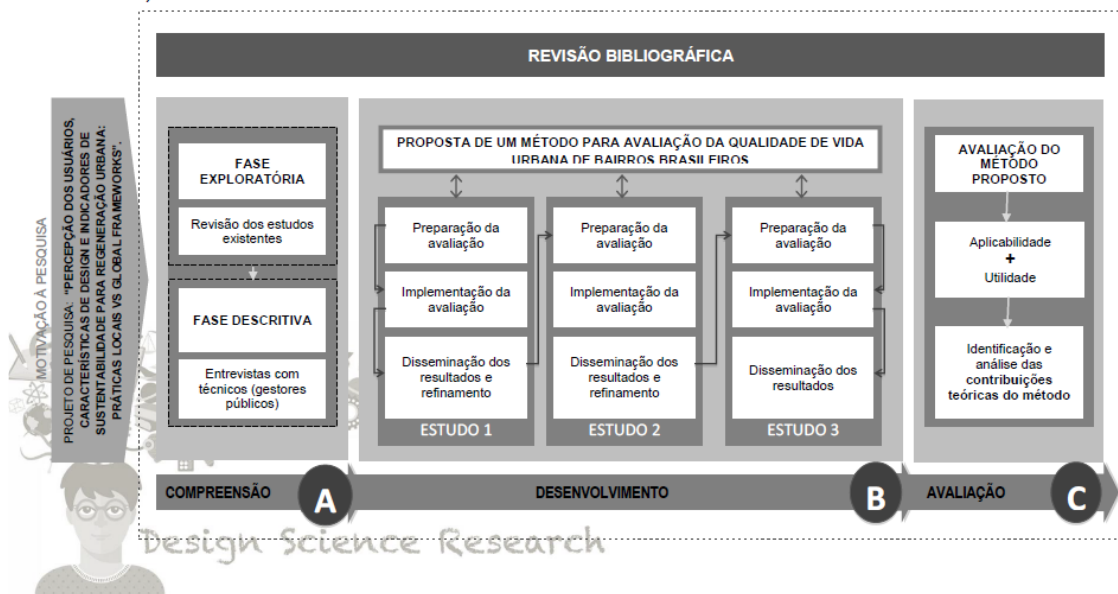 REVISÃO BIBLIOGRÁFICA
MOTIVAÇÃO À PESQUISA
PROJETO DE PESQUISA: "PERCEPÇÃO DOS USUÁRIOS,
CARACTERÍSTICAS DE DESIGN E INDICADORES DE
SUSTENTABILIDADE PARA REGENERAÇÃO URBANA:
PRÁTICAS LOCAIS VS GLOBAL FRAMEWORKS".
FASE
EXPLORATÓRIA
Revisão dos estudos
existentes
FASE DESCRITIVA
Entrevistas com
técnicos (gestores
públicos)
PROPOSTA DE UM MÉTODO PARA AVALIAÇÃO DA QUALIDADE DE VIDA
URBANA DE BAIRROS BRASILEIROS
Preparação da
avaliação
Implementação da
avaliação
Disseminação dos
resultados e
refinamento
ESTUDO 1
Preparação da
avaliação
Implementação da
avaliação
Disseminação dos
resultados e
refinamento
ESTUDO 2
Preparação da
avaliação
Implementação da
avaliação
Disseminação dos
resultados
ESTUDO 3
AVALIAÇÃO DO
MÉTODO
PROPOSTO
Aplicabilidade
+
Utilidade
Identificação e
análise das
contribuições
teóricas do método
COMPREENSÃO
A
DESENVOLVIMENTO
B
AVALIAÇÃO
C
Design Science Research